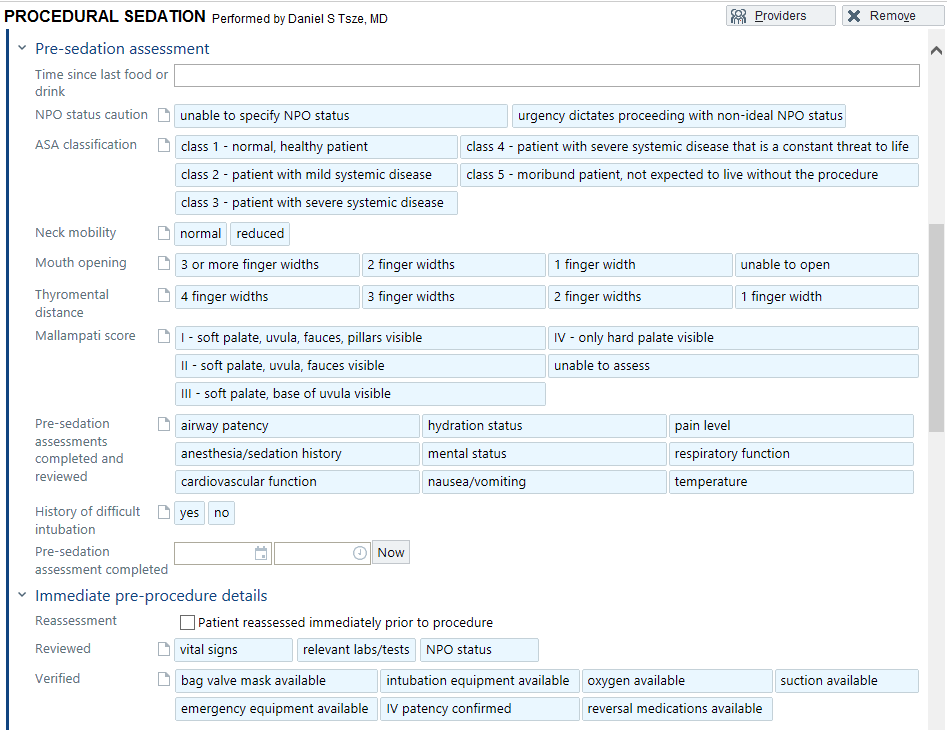 PROCEDURAL SEDATION Performed by Daniel S Tsze, MD Providers Remove
Pre-sedation assessment
Time since last food or
drink
NPO status caution unable to specify NPO status urgency dictates proceeding with non-ideal NPO status
ASA classification class 1 - normal, healthy patient class 4 - patient with severe systemic disease that is a constant threat to life
class 2 - patient with mild systemic disease class 5 - moribund patient, not expected to live without the procedure
class 3 - patient with severe systemic disease
Neck mobility normal reduced
Mouth opening 3 or more finger widths 2 finger widths 1 finger width unable to open
Thyromental
distance 4 finger widths 3 finger widths 2 finger widths 1 finger width
Mallampati score I - soft palate, uvula, fauces, pillars visible IV - only hard palate visible
II - soft palate, uvula, fauces visible unable to assess
III - soft palate, base of uvula visible
Pre-sedation
assessments
completed and
reviewed
airway patency hydration status pain level
anesthesia/sedation history mental status respiratory function
cardiovascular function nausea/vomiting temperature
History of difficult
intubation yes no
Pre-sedation
assessment completed Now
Immediate pre-procedure details
Reassessment Patient reassessed immediately prior to procedure
Reviewed vital signs relevant labs/tests NPO status
Verified bag valve mask available intubation equipment available oxygen available suction available
emergency equipment available IV patency confirmed reversal medications available